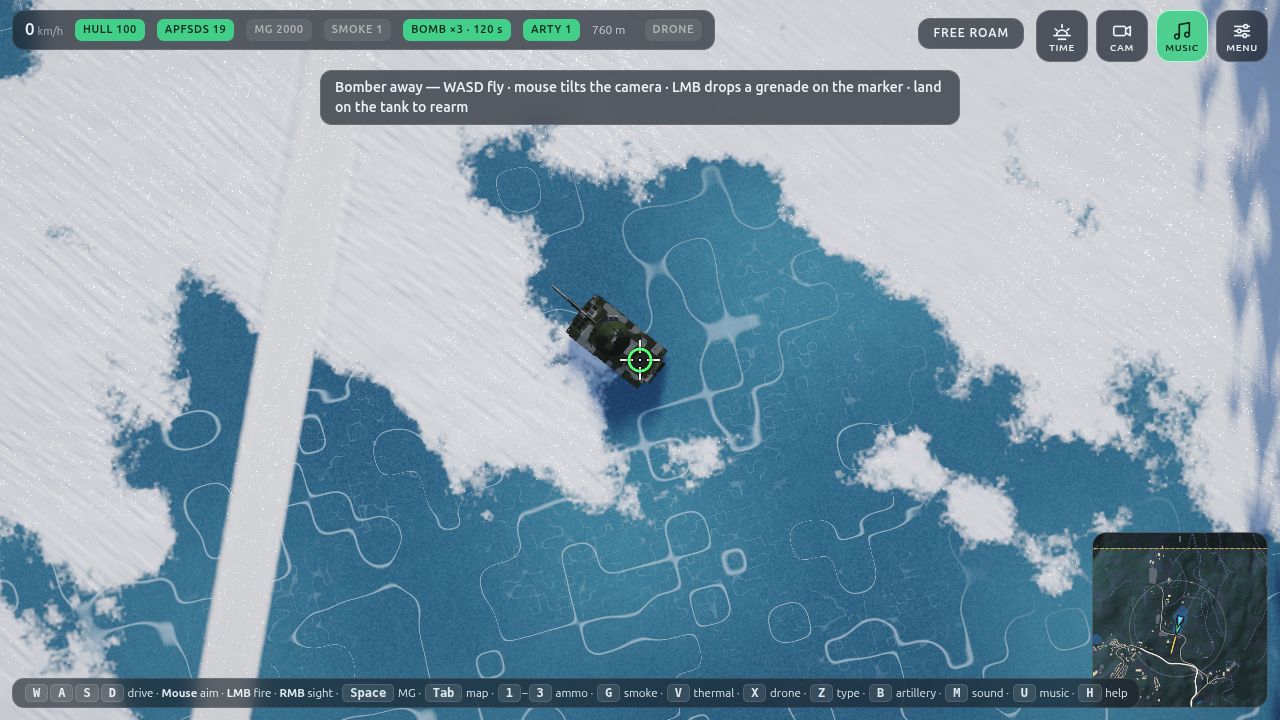 0 km/h HULL 100 APFSDS 19 MG 2000 SMOKE 1 BOMB ×3 · 120 s ARTY 1 760 m DRONE
FREE ROAM
TIME CAM MUSIC MENU
Bomber away — WASD fly · mouse tilts the camera · LMB drops a grenade on the marker · land
on the tank to rearm
W A S D drive · Mouse aim · LMB fire · RMB sight · Space MG · Tab map · 1–3 ammo · G smoke · V thermal · X drone · Z type · B artillery · M sound · U music · H help